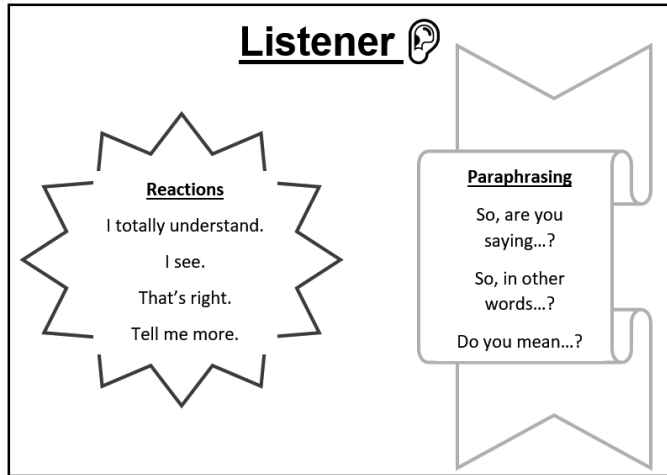 Listener
Reactions
I totally understand.
I see.
That's right.
Tell me more.
Paraphrasing
So, are you
saying...?
So, in other
words...?
Do you mean...?